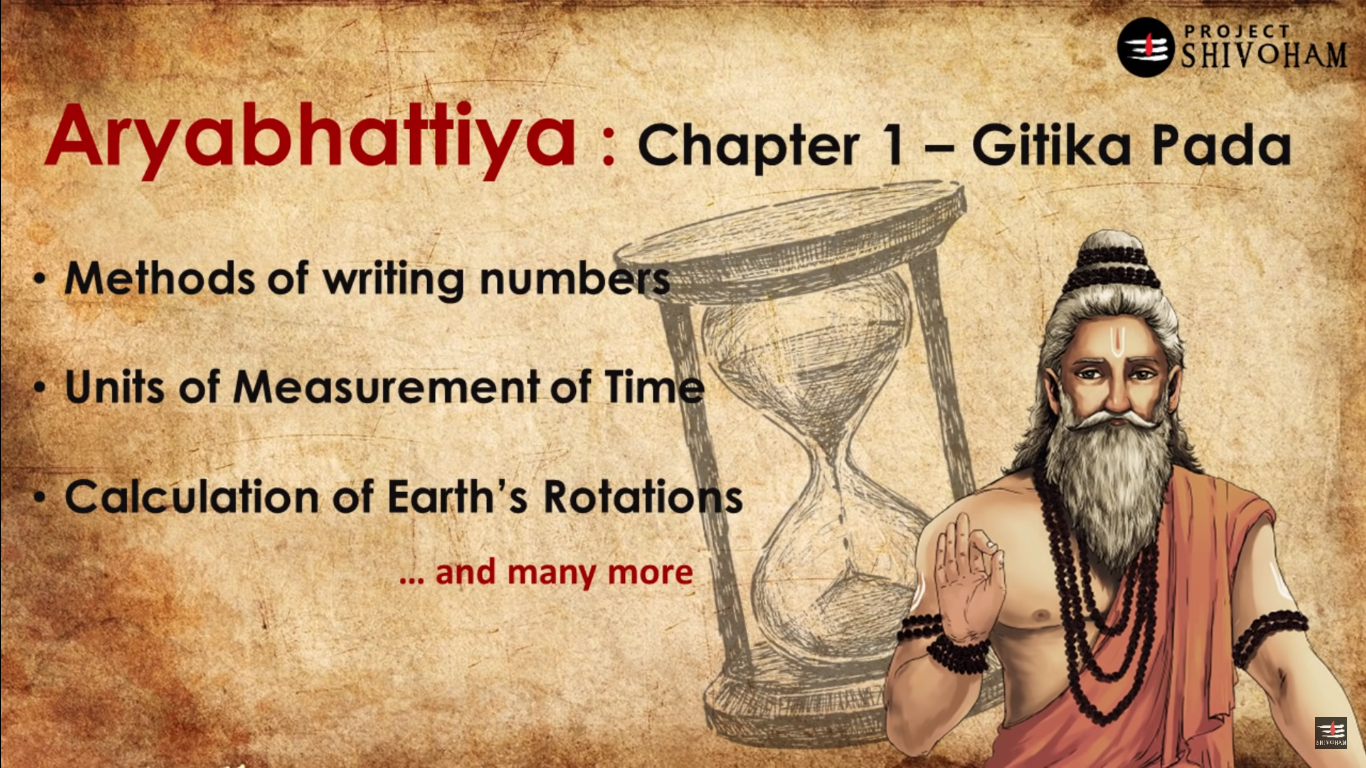 PROJECT
SHIVOHAM
Aryabhattiya : Chapter 1 – Gitika Pada
• Methods of writing numbers
• Units of Measurement of Time
• Calculation of Earth's Rotations
... and many more
SHIVOHAM